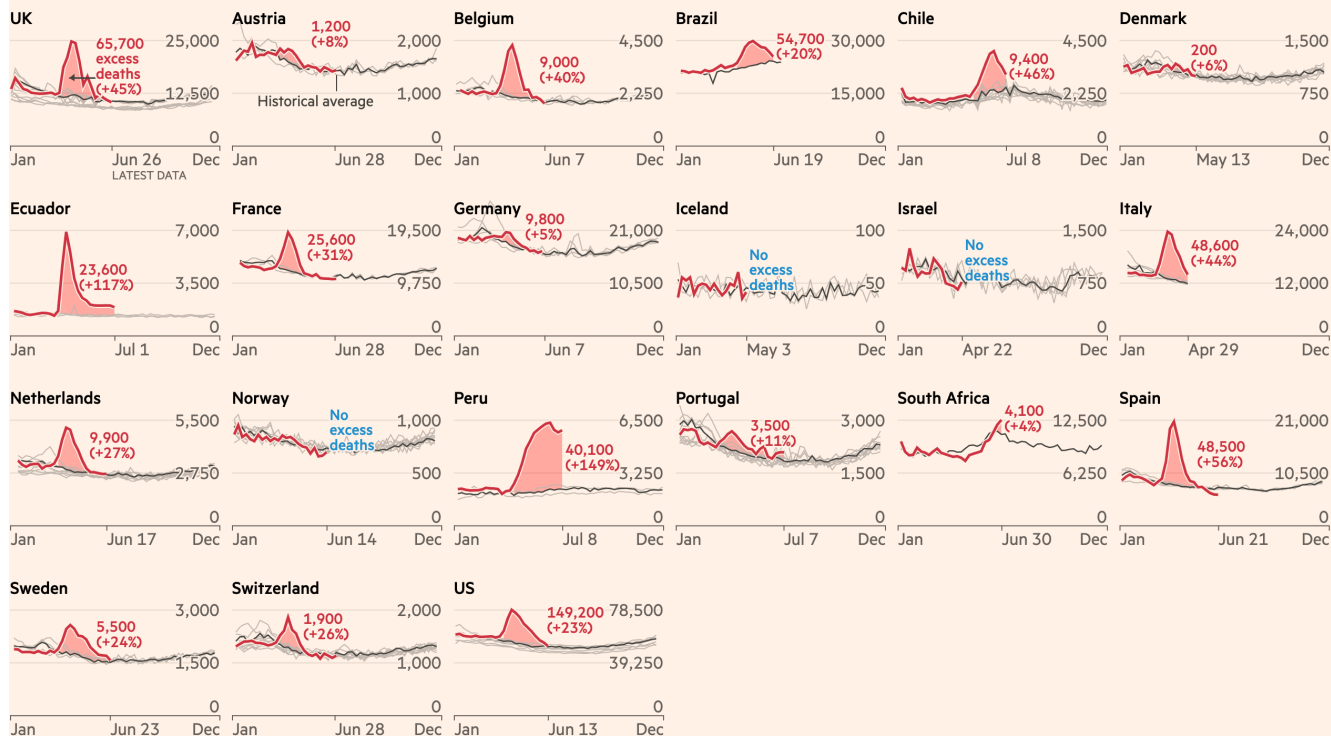 UK
25,000
12,500
0
65,700
excess
deaths
(+45%)
Jan
Jun 26
Dec
LATEST DATA
Austria
2,000
1,000
0
1,200
(+8%)
Historical average
Jan
Jun 28
Dec
Belgium
4,500
2,250
0
9,000
(+40%)
Jan
Jun 7
Dec
Brazil
30,000
15,000
0
54,700
(+20%)
Jan
Jun 19
Dec
Chile
4,500
2,250
0
9,400
(+46%)
Jan
Jul 8
Dec
Denmark
1,500
750
0
200
(+6%)
Jan
May 13
Dec
Ecuador
7,000
3,500
0
23,600
(+117%)
Jan
Jul 1
Dec
France
19,500
9,750
0
25,600
(+31%)
Jan
Jun 28
Dec
Germany
21,000
10,500
0
9,800
(+5%)
Jan
Jun 7
Dec
Iceland
100
50
0
No
excess
deaths
Jan
May 3
Dec
Israel
1,500
750
0
No
excess
deaths
Jan
Apr 22
Dec
Italy
24,000
12,000
0
48,600
(+44%)
Jan
Apr 29
Dec
Netherlands
5,500
2,750
0
9,900
(+27%)
Jan
Jun 17
Dec
Norway
1,000
500
0
No
excess
deaths
Jan
Jun 14
Dec
Peru
6,500
3,250
0
40,100
(+149%)
Jan
Jul 8
Dec
Portugal
3,000
1,500
0
3,500
(+11%)
Jan
Jul 7
Dec
South Africa
12,500
6,250
0
4,100
(+4%)
Jan
Jun 30
Dec
Spain
21,000
10,500
0
48,500
(+56%)
Jan
Jun 21
Dec
Sweden
3,000
1,500
0
5,500
(+24%)
Jan
Jun 23
Dec
Switzerland
2,000
1,000
0
1,900
(+26%)
Jan
Jun 28
Dec
US
78,500
39,250
0
149,200
(+23%)
Jan
Jun 13
Dec